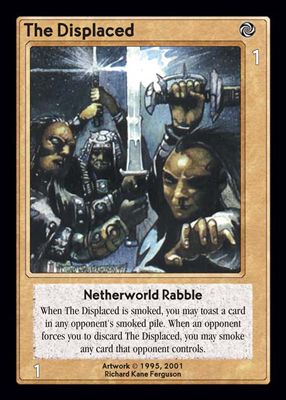 The Displaced
1
Netherworld Rabble
When The Displaced is smoked, you may toast a card
in any opponent's smoked pile. When an opponent
forces you to discard The Displaced, you may smoke
any card that opponent controls.
1
Artwork © 1995, 2001
Richard Kane Ferguson